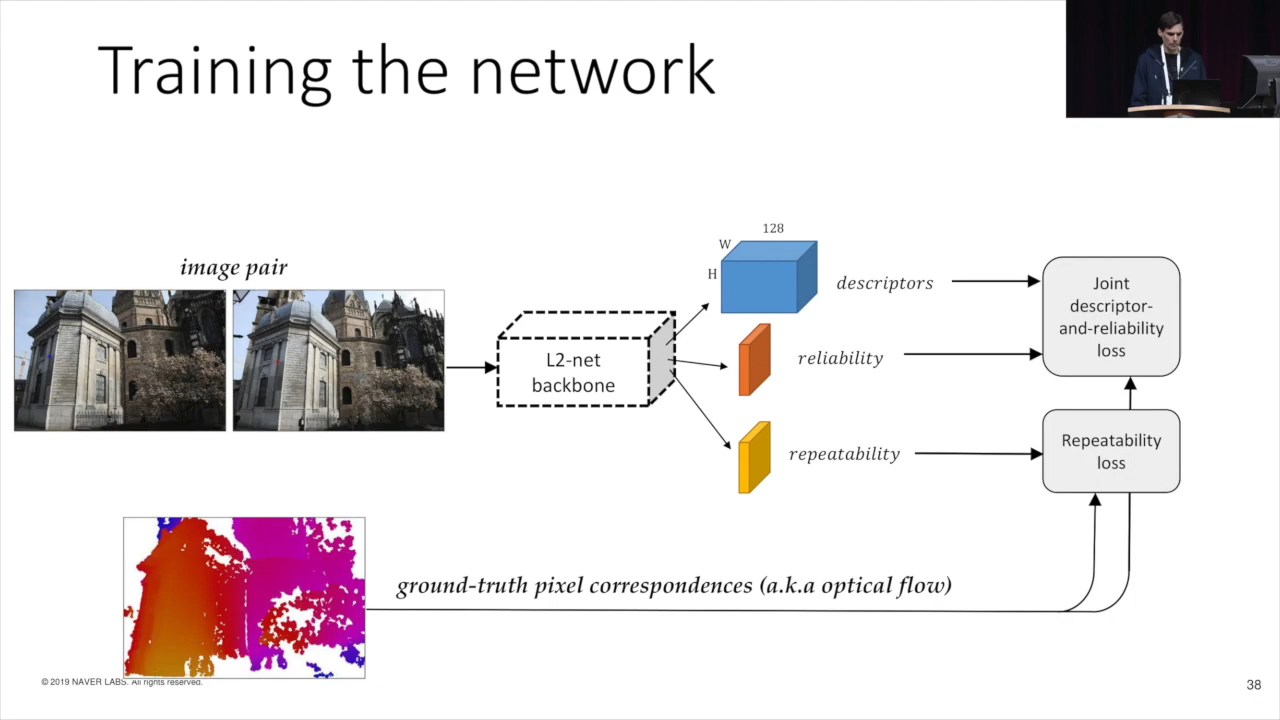 Training the network
image pair
L2-net
backbone
128
W
H
descriptors
reliability
repeatability
Joint
descriptor-
and-reliability
loss
Repeatability
loss
ground-truth pixel correspondences (a.k.a optical flow)
© 2019 NAVER LABS. All rights reserved.
38